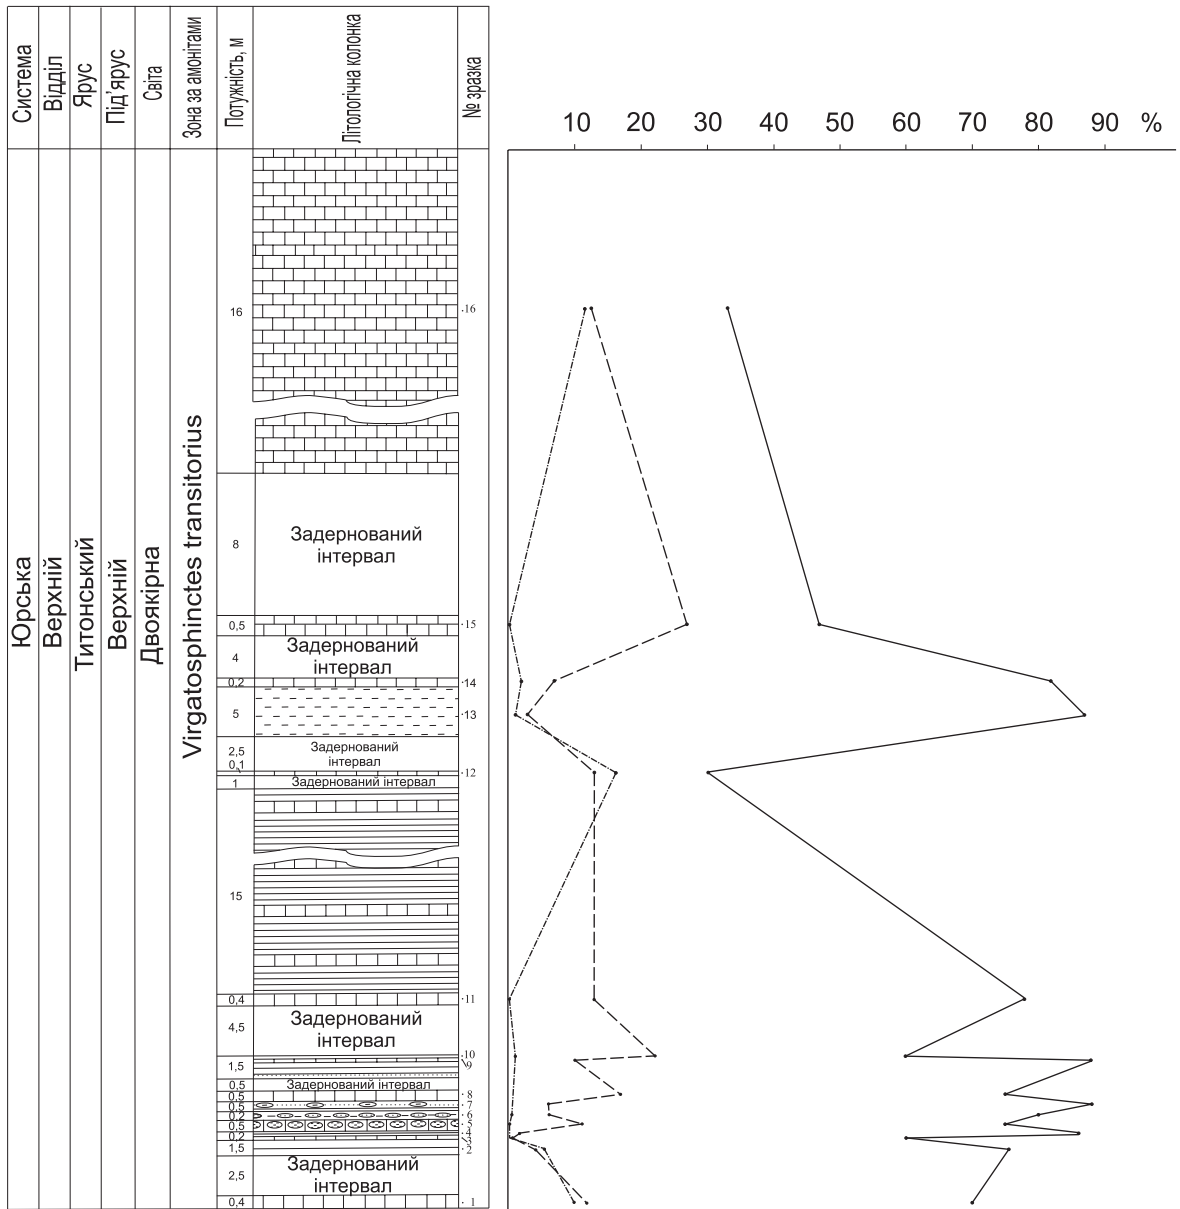 Система
Відділ
Ярус
Під'ярус
Світа
Зона за амонітами
Потужність, м
Літологічна колонка
№ зразка
10 20 30 40 50 60 70 80 90 %
Юрська
Верхній
Титонський
Верхній
Двоякірна
Virgatosphinctes transitorius
16
16
8
Задернований
інтервал
0,5
15
4
Задернований
інтервал
0,2
14
5
13
2,5
Задернований
інтервал
0,1
12
1
Задернований інтервал
15
0,4
11
4,5
Задернований
інтервал
10
1,5
9
0,5
Задернований інтервал
0,5
8
0,5
7
0,2
6
0,5
5
0,2
4
3
1,5
2
2,5
Задернований
інтервал
0,4
1